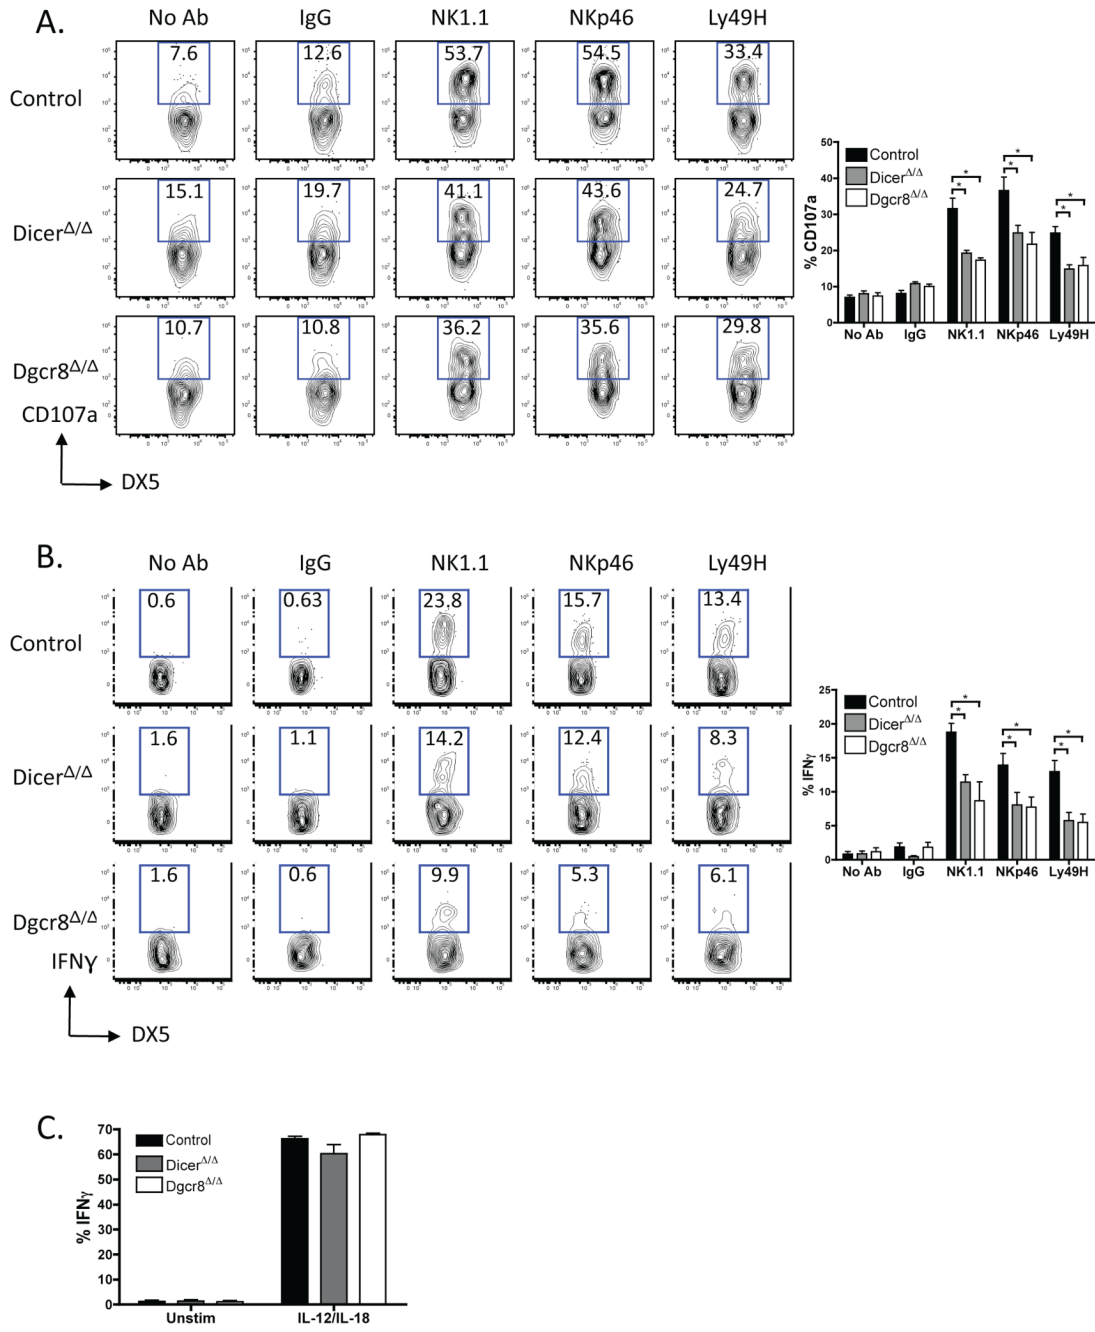 A.
No Ab IgG NK1.1 NKp46 Ly49H
Control
7.6 12.6 53.7 54.5 33.4
Dicer^Δ/Δ
15.1 19.7 41.1 43.6 24.7
Dgcr8^Δ/Δ
10.7 10.8 36.2 35.6 29.8
CD107a
DX5
50
40
30
20
10
0
% CD107a
Control
Dicer^Δ/Δ
Dgcr8^Δ/Δ
* * * * * *
No Ab IgG NK1.1 NKp46 Ly49H
B.
No Ab IgG NK1.1 NKp46 Ly49H
Control
0.6 0.63 23.8 15.7 13.4
Dicer^Δ/Δ
1.6 1.1 14.2 12.4 8.3
Dgcr8^Δ/Δ
1.6 0.6 9.9 5.3 6.1
IFNγ
DX5
25
20
15
10
5
0
% IFNγ
Control
Dicer^Δ/Δ
Dgcr8^Δ/Δ
* * * * * *
No Ab IgG NK1.1 NKp46 Ly49H
C.
70
60
50
40
30
20
10
0
% IFNγ
Control
Dicer^Δ/Δ
Dgcr8^Δ/Δ
Unstim IL-12/IL-18